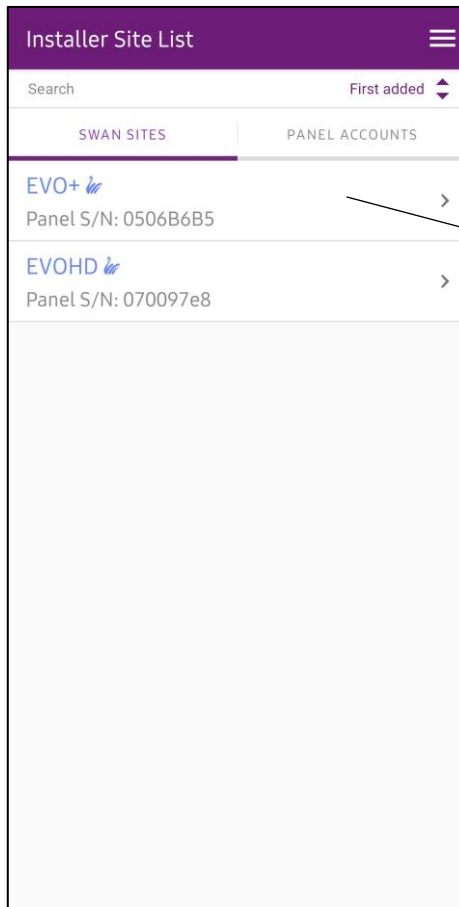 Installer Site List
Search First added
SWAN SITES PANEL ACCOUNTS
EVO+
Panel S/N: 0506B6B5
EVOHD
Panel S/N: 070097e8